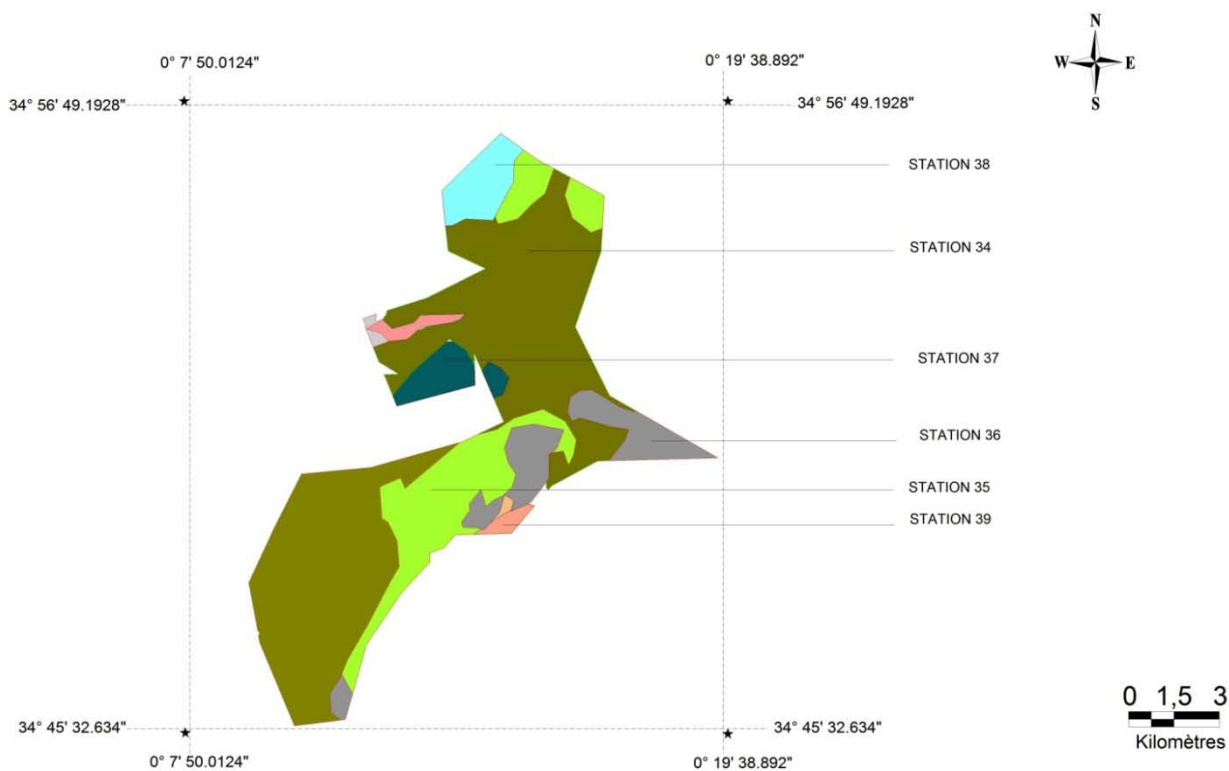 N
W E
S
0° 7' 50.0124"
0° 19' 38.892"
34° 56' 49.1928"
34° 56' 49.1928"
STATION 38
STATION 34
STATION 37
STATION 36
STATION 35
STATION 39
0 1,5 3
Kilomètres
34° 45' 32.634"
34° 45' 32.634"
0° 7' 50.0124"
0° 19' 38.892"